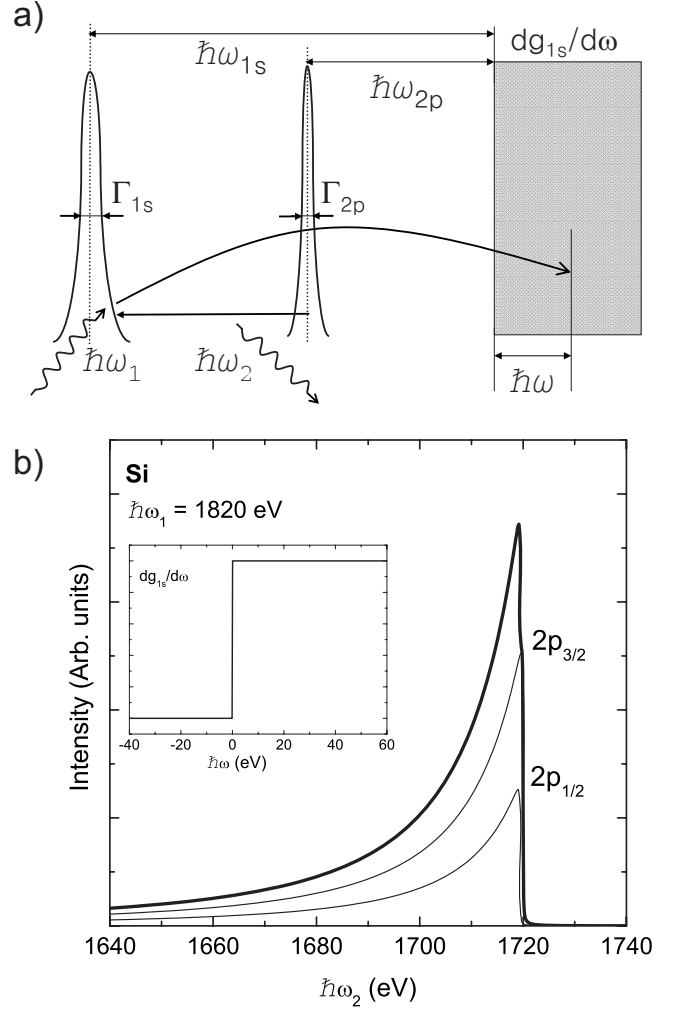 a)
ℏω1s
dg1s/dω
ℏω2p
Γ1s
Γ2p
ℏω1
ℏω2
ℏω
b)
Si
ℏω1 = 1820 eV
dg1s/dω
-40 -20 0 20 40 60
ℏω (eV)
2p3/2
2p1/2
Intensity (Arb. units)
1640 1660 1680 1700 1720 1740
ℏω2 (eV)